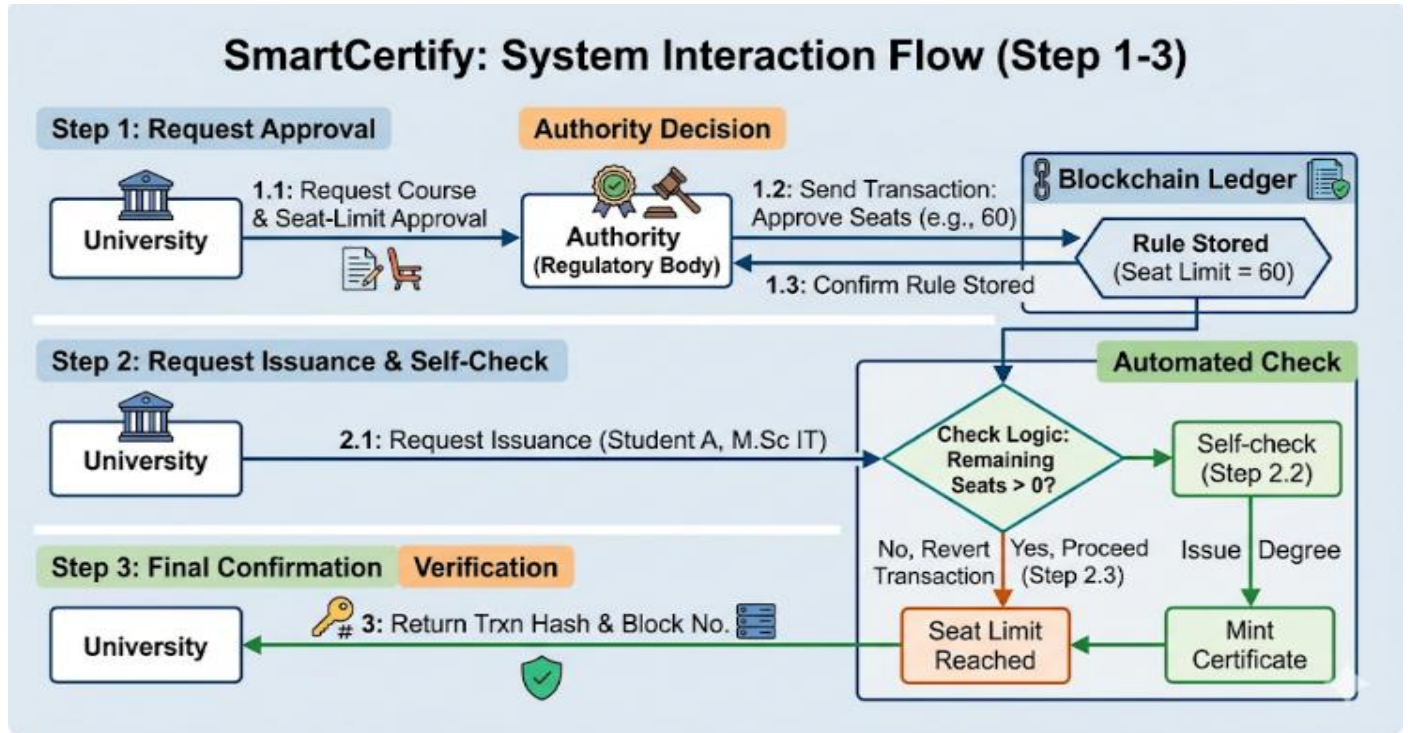 SmartCertify: System Interaction Flow (Step 1-3)
Step 1: Request Approval
Authority Decision
University
1.1: Request Course
& Seat-Limit Approval
Authority
(Regulatory Body)
1.2: Send Transaction:
Approve Seats (e.g., 60)
1.3: Confirm Rule Stored
Blockchain Ledger
Rule Stored
(Seat Limit = 60)
Step 2: Request Issuance & Self-Check
Automated Check
University
2.1: Request Issuance (Student A, M.Sc IT)
Check Logic:
Remaining
Seats > 0?
Self-check
(Step 2.2)
No, Revert
Transaction
Yes, Proceed
(Step 2.3)
Issue Degree
Step 3: Final Confirmation
Verification
University
# 3: Return Trxn Hash & Block No.
Seat Limit
Reached
Mint
Certificate